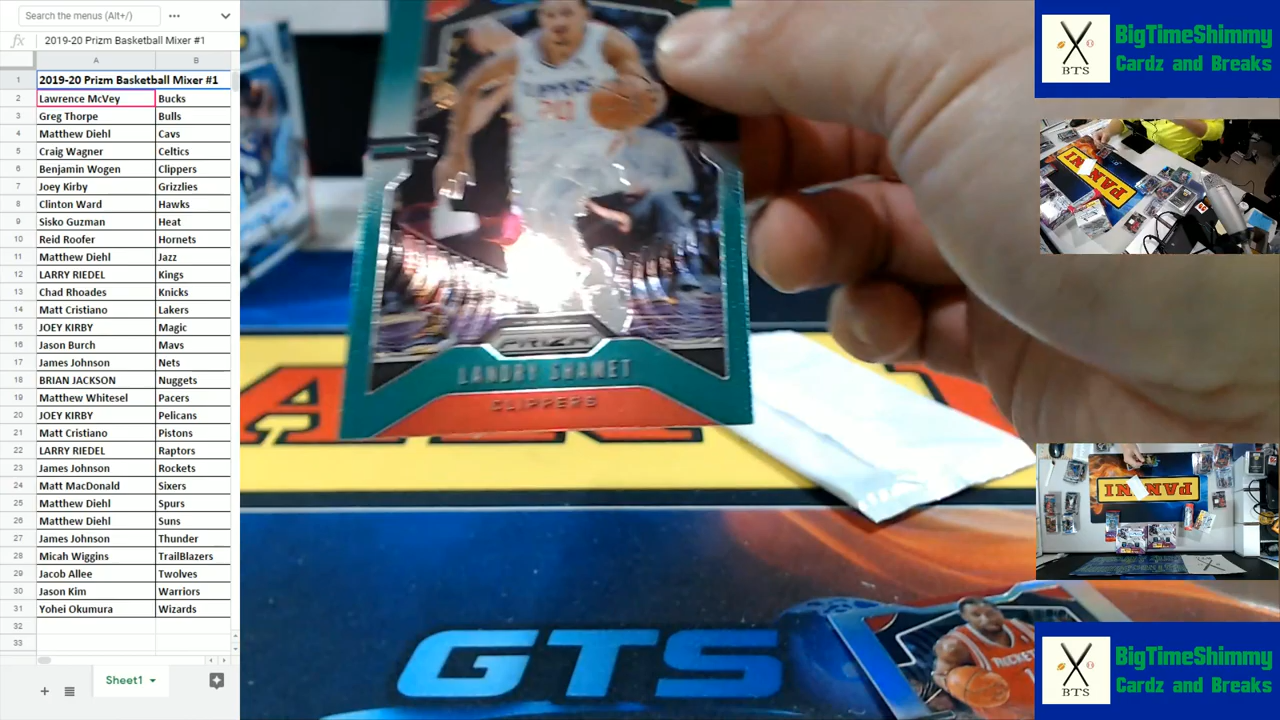 Search the menus (Alt+/)
fx 2019-20 Prizm Basketball Mixer #1
A B
1 2019-20 Prizm Basketball Mixer #1
2 Lawrence McVey Bucks
3 Greg Thorpe Bulls
4 Matthew Diehl Cavs
5 Craig Wagner Celtics
6 Benjamin Wogen Clippers
7 Joey Kirby Grizzlies
8 Clinton Ward Hawks
9 Sisko Guzman Heat
10 Reid Roofer Hornets
11 Matthew Diehl Jazz
12 LARRY RIEDEL Kings
13 Chad Rhoades Knicks
14 Matt Cristiano Lakers
15 JOEY KIRBY Magic
16 Jason Burch Mavs
17 James Johnson Nets
18 BRIAN JACKSON Nuggets
19 Matthew Whitesel Pacers
20 JOEY KIRBY Pelicans
21 Matt Cristiano Pistons
22 LARRY RIEDEL Raptors
23 James Johnson Rockets
24 Matt MacDonald Sixers
25 Matthew Diehl Spurs
26 Matthew Diehl Suns
27 James Johnson Thunder
28 Micah Wiggins TrailBlazers
29 Jacob Allee Twolves
30 Jason Kim Warriors
31 Yohei Okumura Wizards
32
33
Sheet1
PRIZM
LANDRY SHAMET
CLIPPERS
GTS
BTS
BigTimeShimmy
Cardz and Breaks
PANINI
PANINI
BTS
BigTimeShimmy
Cardz and Breaks